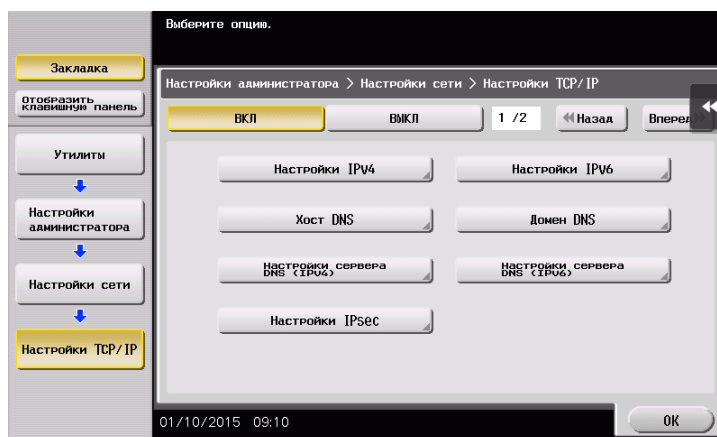 Выберите опцию.
Закладка
Отобразить
клавишную панель
Утилиты
Настройки
администратора
Настройки сети
Настройки TCP/IP
Настройки администратора > Настройки сети > Настройки TCP/IP
ВКЛ ВЫКЛ 1 /2 Назад Вперед
Настройки IPv4 Настройки IPv6
Хост DNS Домен DNS
Настройки сервера
DNS (IPv4)
Настройки сервера
DNS (IPv6)
Настройки IPsec
01/10/2015 09:10
OK